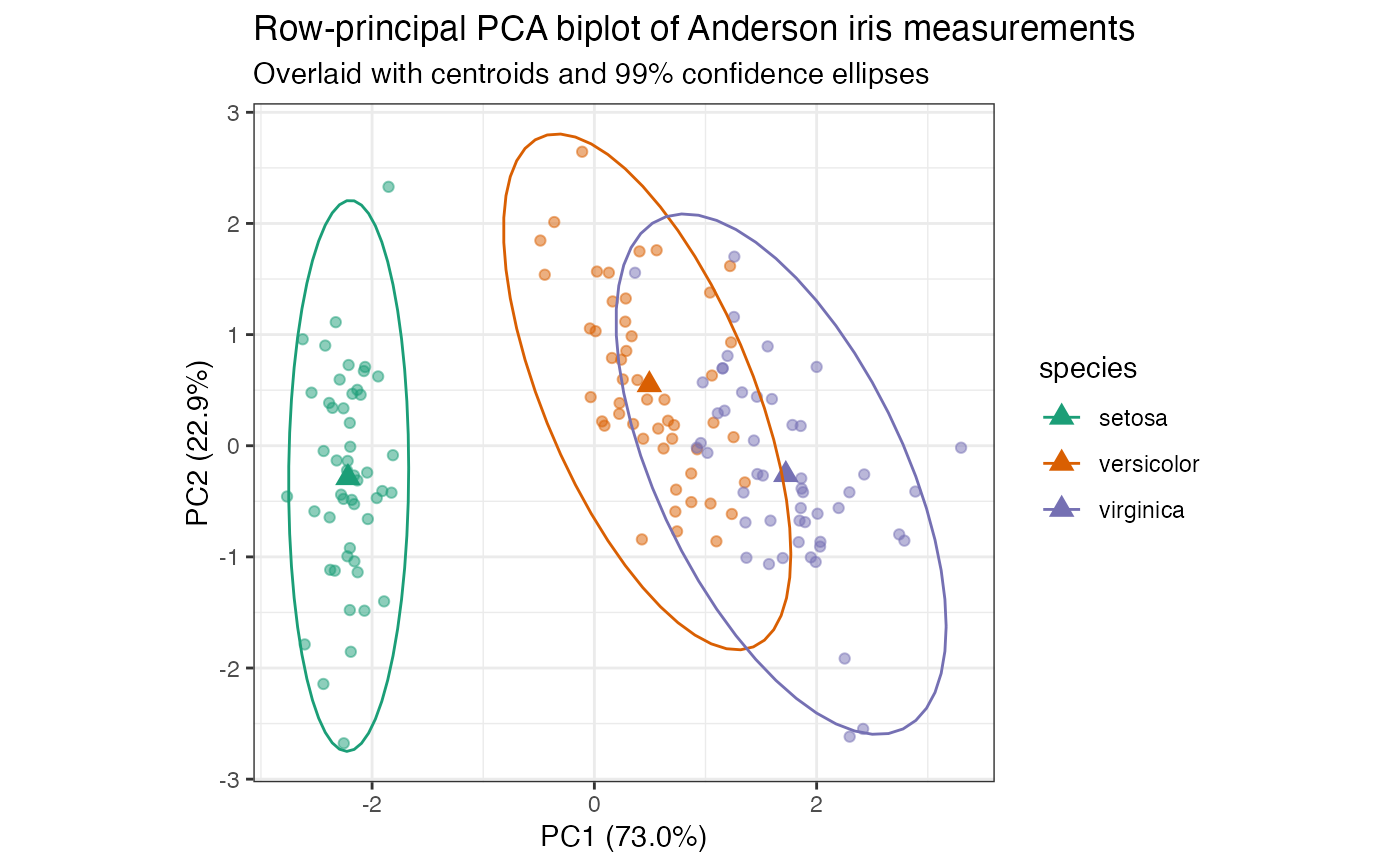 Row-principal PCA biplot of Anderson iris measurements
Overlaid with centroids and 99% confidence ellipses
3
2
1
0
-1
-2
-3
PC2 (22.9%)
-2
0
2
PC1 (73.0%)
species
setosa
versicolor
virginica